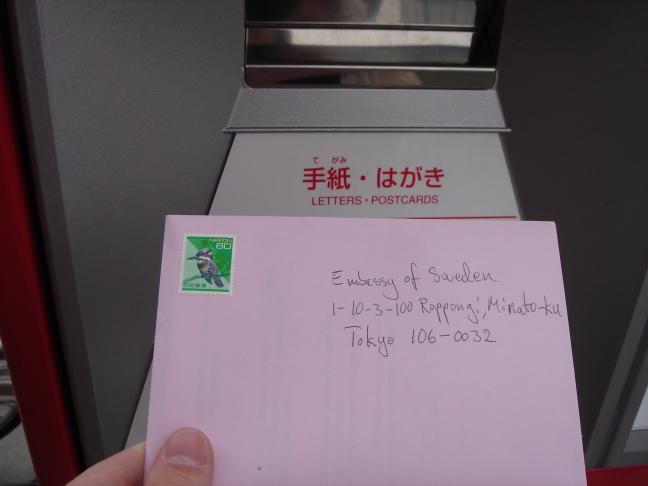 てがみ
手紙・はがき
LETTERS・POSTCARDS
NIPPON
80
日本郵便
Embassy of Sweden
1-10-3-100 Roppongi, Minato-ku
Tokyo 106-0032